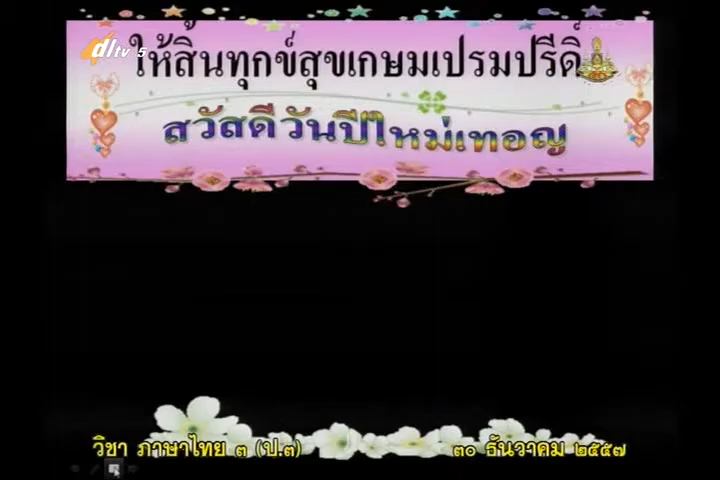 dltv 5
ให้สิ้นทุกข์สุขเกษมเปรมปรีดิ์
สวัสดีวันปีใหม่เทอญ
วิชา ภาษาไทย ๓ (ป.๓)
๓๐ ธันวาคม ๒๕๕๗